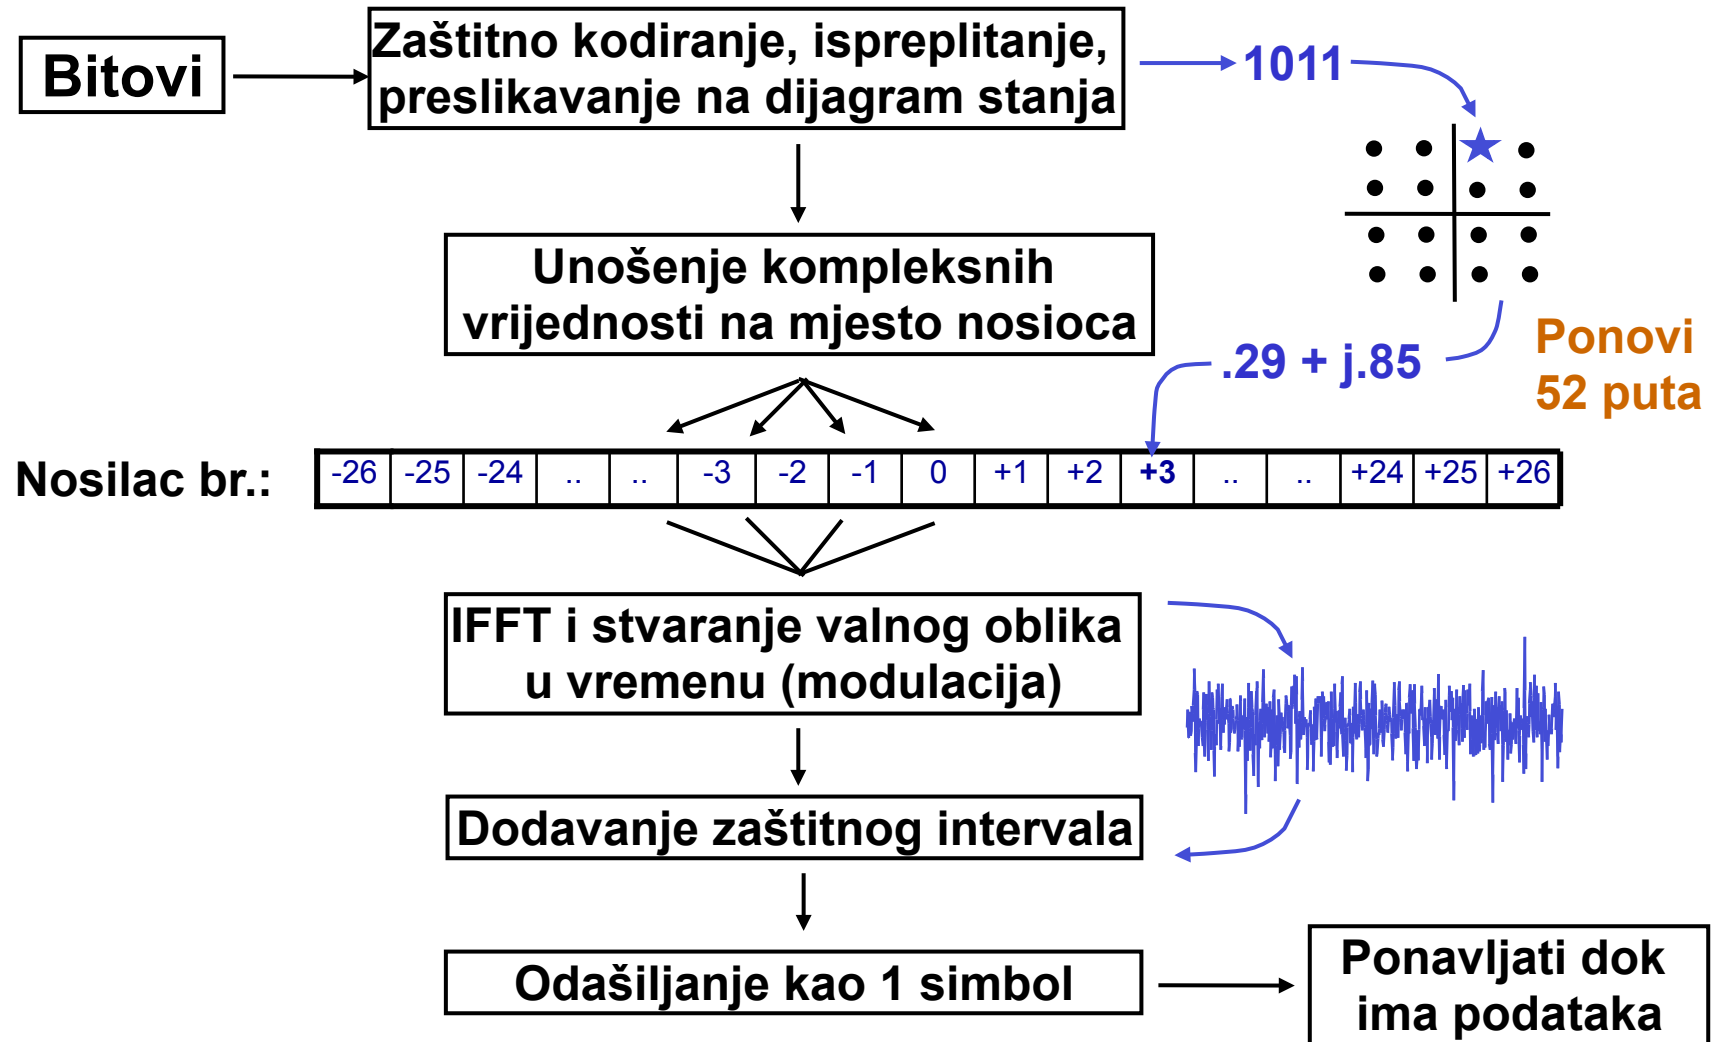 Bitovi
Zaštitno kodiranje, ispreplitanje,
preslikavanje na dijagram stanja
1011
Unošenje kompleksnih
vrijednosti na mjesto nosioca
.29 + j.85
Ponovi
52 puta
Nosilac br.:
-26 -25 -24 .. .. -3 -2 -1 0 +1 +2 +3 .. .. +24 +25 +26
IFFT i stvaranje valnog oblika
u vremenu (modulacija)
Dodavanje zaštitnog intervala
Odašiljanje kao 1 simbol
Ponavljati dok
ima podataka